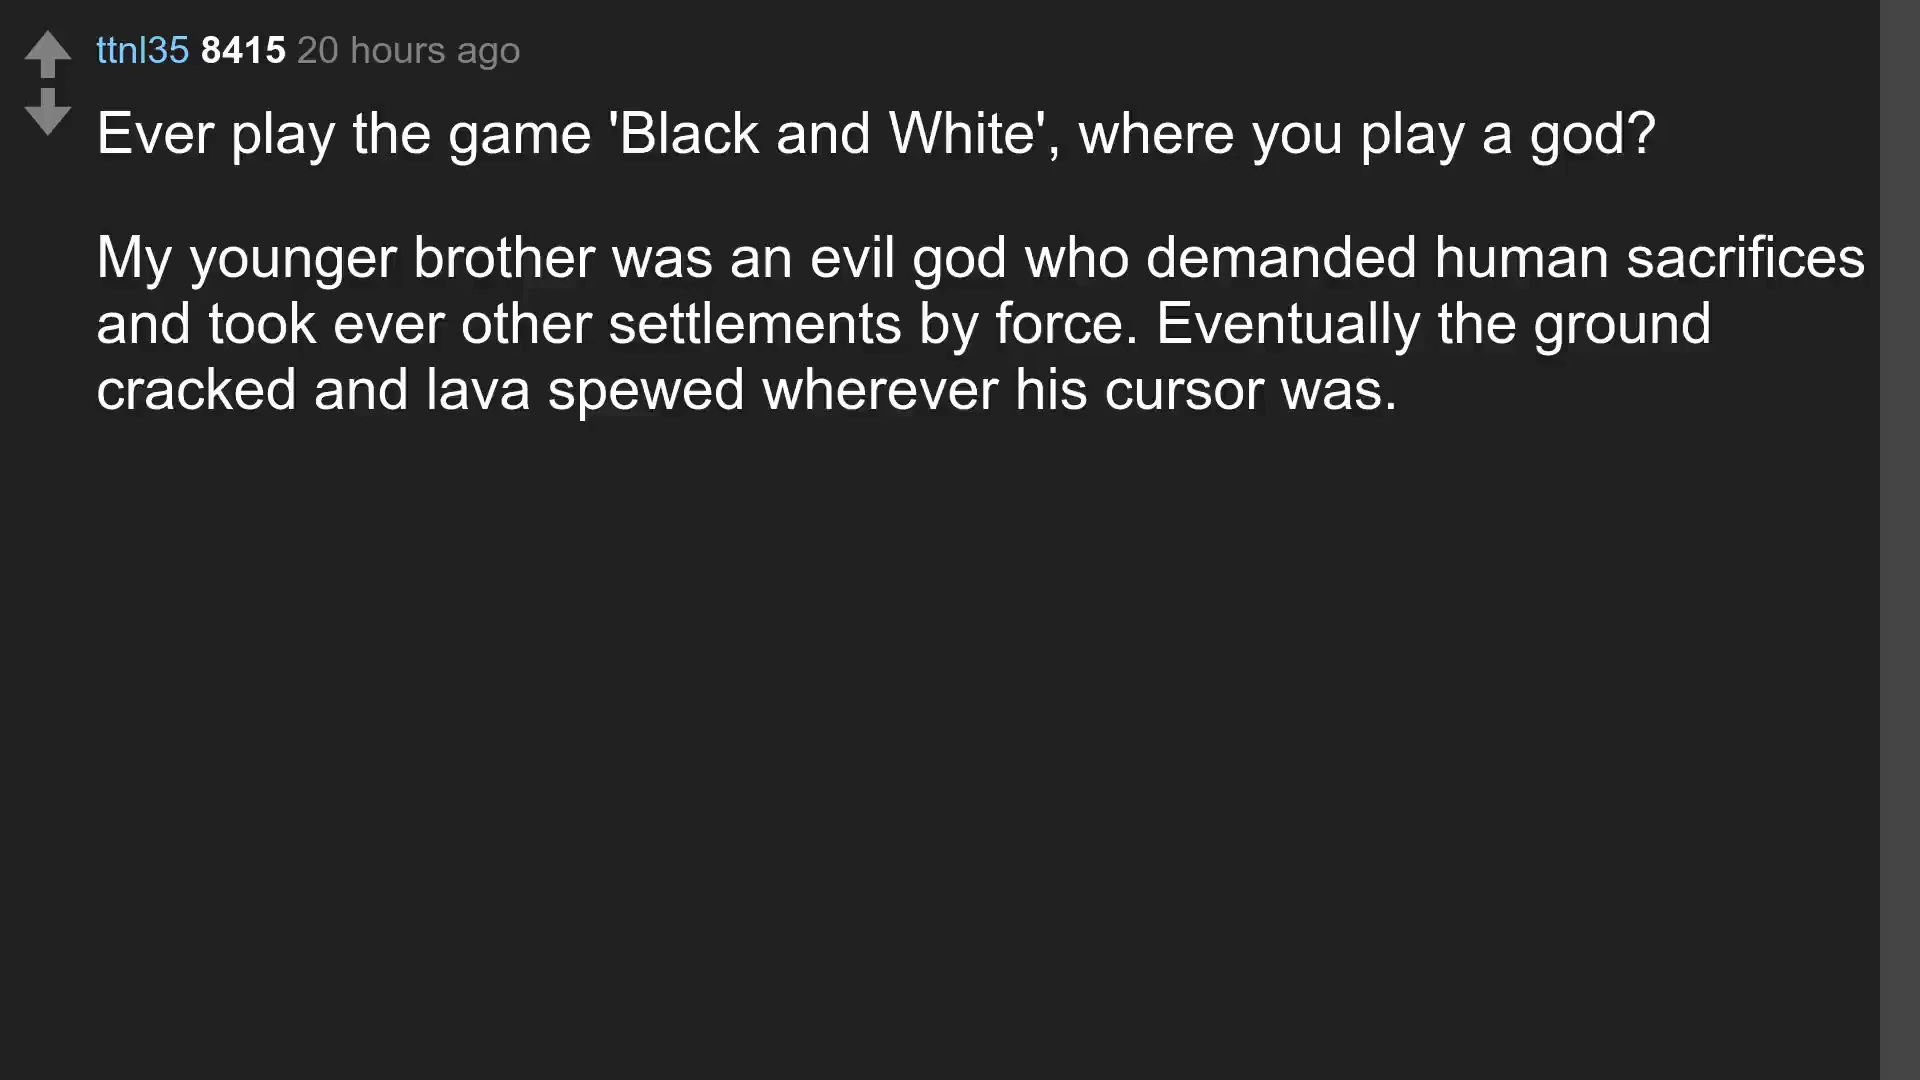 ttnl35 8415 20 hours ago
Ever play the game 'Black and White', where you play a god?
My younger brother was an evil god who demanded human sacrifices
and took ever other settlements by force. Eventually the ground
cracked and lava spewed wherever his cursor was.